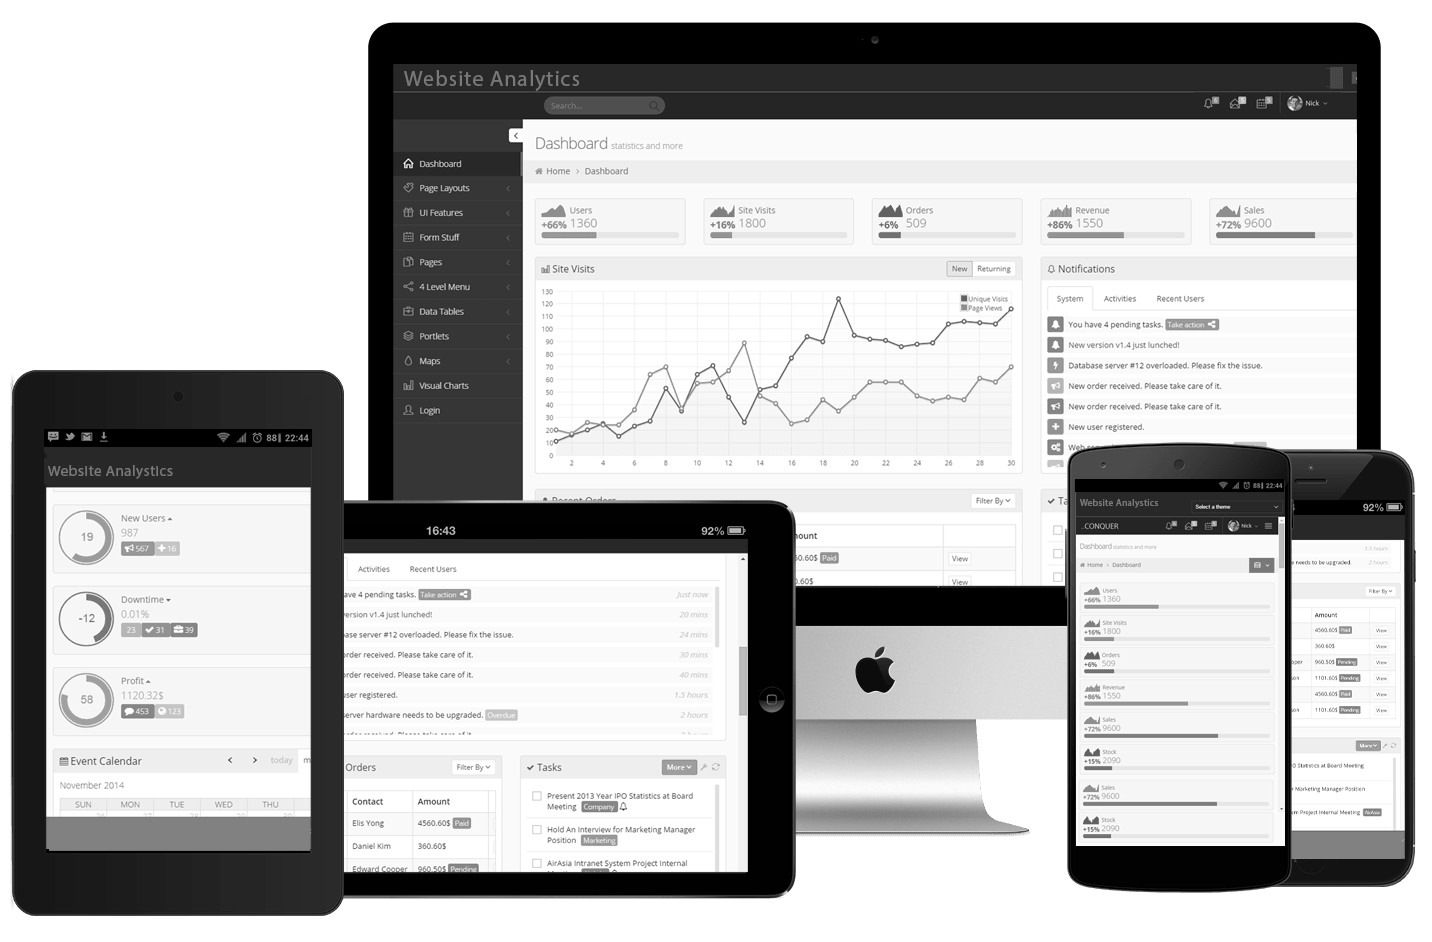 Website Analytics
Search...
Nick
Dashboard statistics and more
Home > Dashboard
Dashboard
Page Layouts
UI Features
Form Stuff
Pages
4 Level Menu
Data Tables
Portlets
Maps
Visual Charts
Login
Users
+66% 1360
Site Visits
+16% 1800
Orders
+6% 509
Revenue
+86% 1550
Sales
+72% 9600
Site Visits
New Returning
Unique Visits
Page Views
130
120
110
100
90
80
70
60
50
40
30
20
10
0
2 4 6 8 10 12 14 16 18 20 22 24 26 28 30
Notifications
System Activities Recent Users
You have 4 pending tasks. Take action
New version v1.4 just lunched!
Database server #12 overloaded. Please fix the issue.
New order received. Please take care of it.
New order received. Please take care of it.
New user registered.
Recent Orders
Filter By
View
View
60.60$ Paid
0.60$
22:44
Website Analystics
19
New Users
987
567 16
-12
Downtime
0.01%
23 31 39
58
Profit
1120.32$
453 123
Event Calendar
today
November 2014
SUN MON TUE WED THU
16:43
92%
Activities Recent Users
ve 4 pending tasks. Take action Just now
version v1.4 just lunched! 20 mins
base server #12 overloaded. Please fix the issue. 24 mins
order received. Please take care of it. 30 mins
order received. Please take care of it. 40 mins
user registered. 1.5 hours
server hardware needs to be upgraded. Overdue 2 hours
Orders
Filter By
Contact Amount
Elis Yong 4560.60$ Paid
Daniel Kim 360.60$
Edward Cooper 960.50$ Pending
Tasks
More
Present 2013 Year IPO Statistics at Board
Meeting Company
Hold An Interview for Marketing Manager
Position Marketing
AirAsia Intranet System Project Internal
22:44
Website Analystics
Select a theme
CONQUER
Nick
Dashboard statistics and more
Home > Dashboard
Users
+66% 1360
Site Visits
+16% 1800
Orders
+6% 509
Revenue
+86% 1550
Sales
+72% 9600
Stock
+15% 2090
Sales
+72% 9600
Stock
+15% 2090
92%
needs to be upgraded.
Filter By
Amount
4560.60$ Paid View
360.60$ View
960.50$ Pending View
1101.60$ Pending View
4560.60$ Paid View
1101.60$ Pending View
More
O Statistics at Board Meeting
Marketing Manager Position
m Project Internal Meeting AirAsia